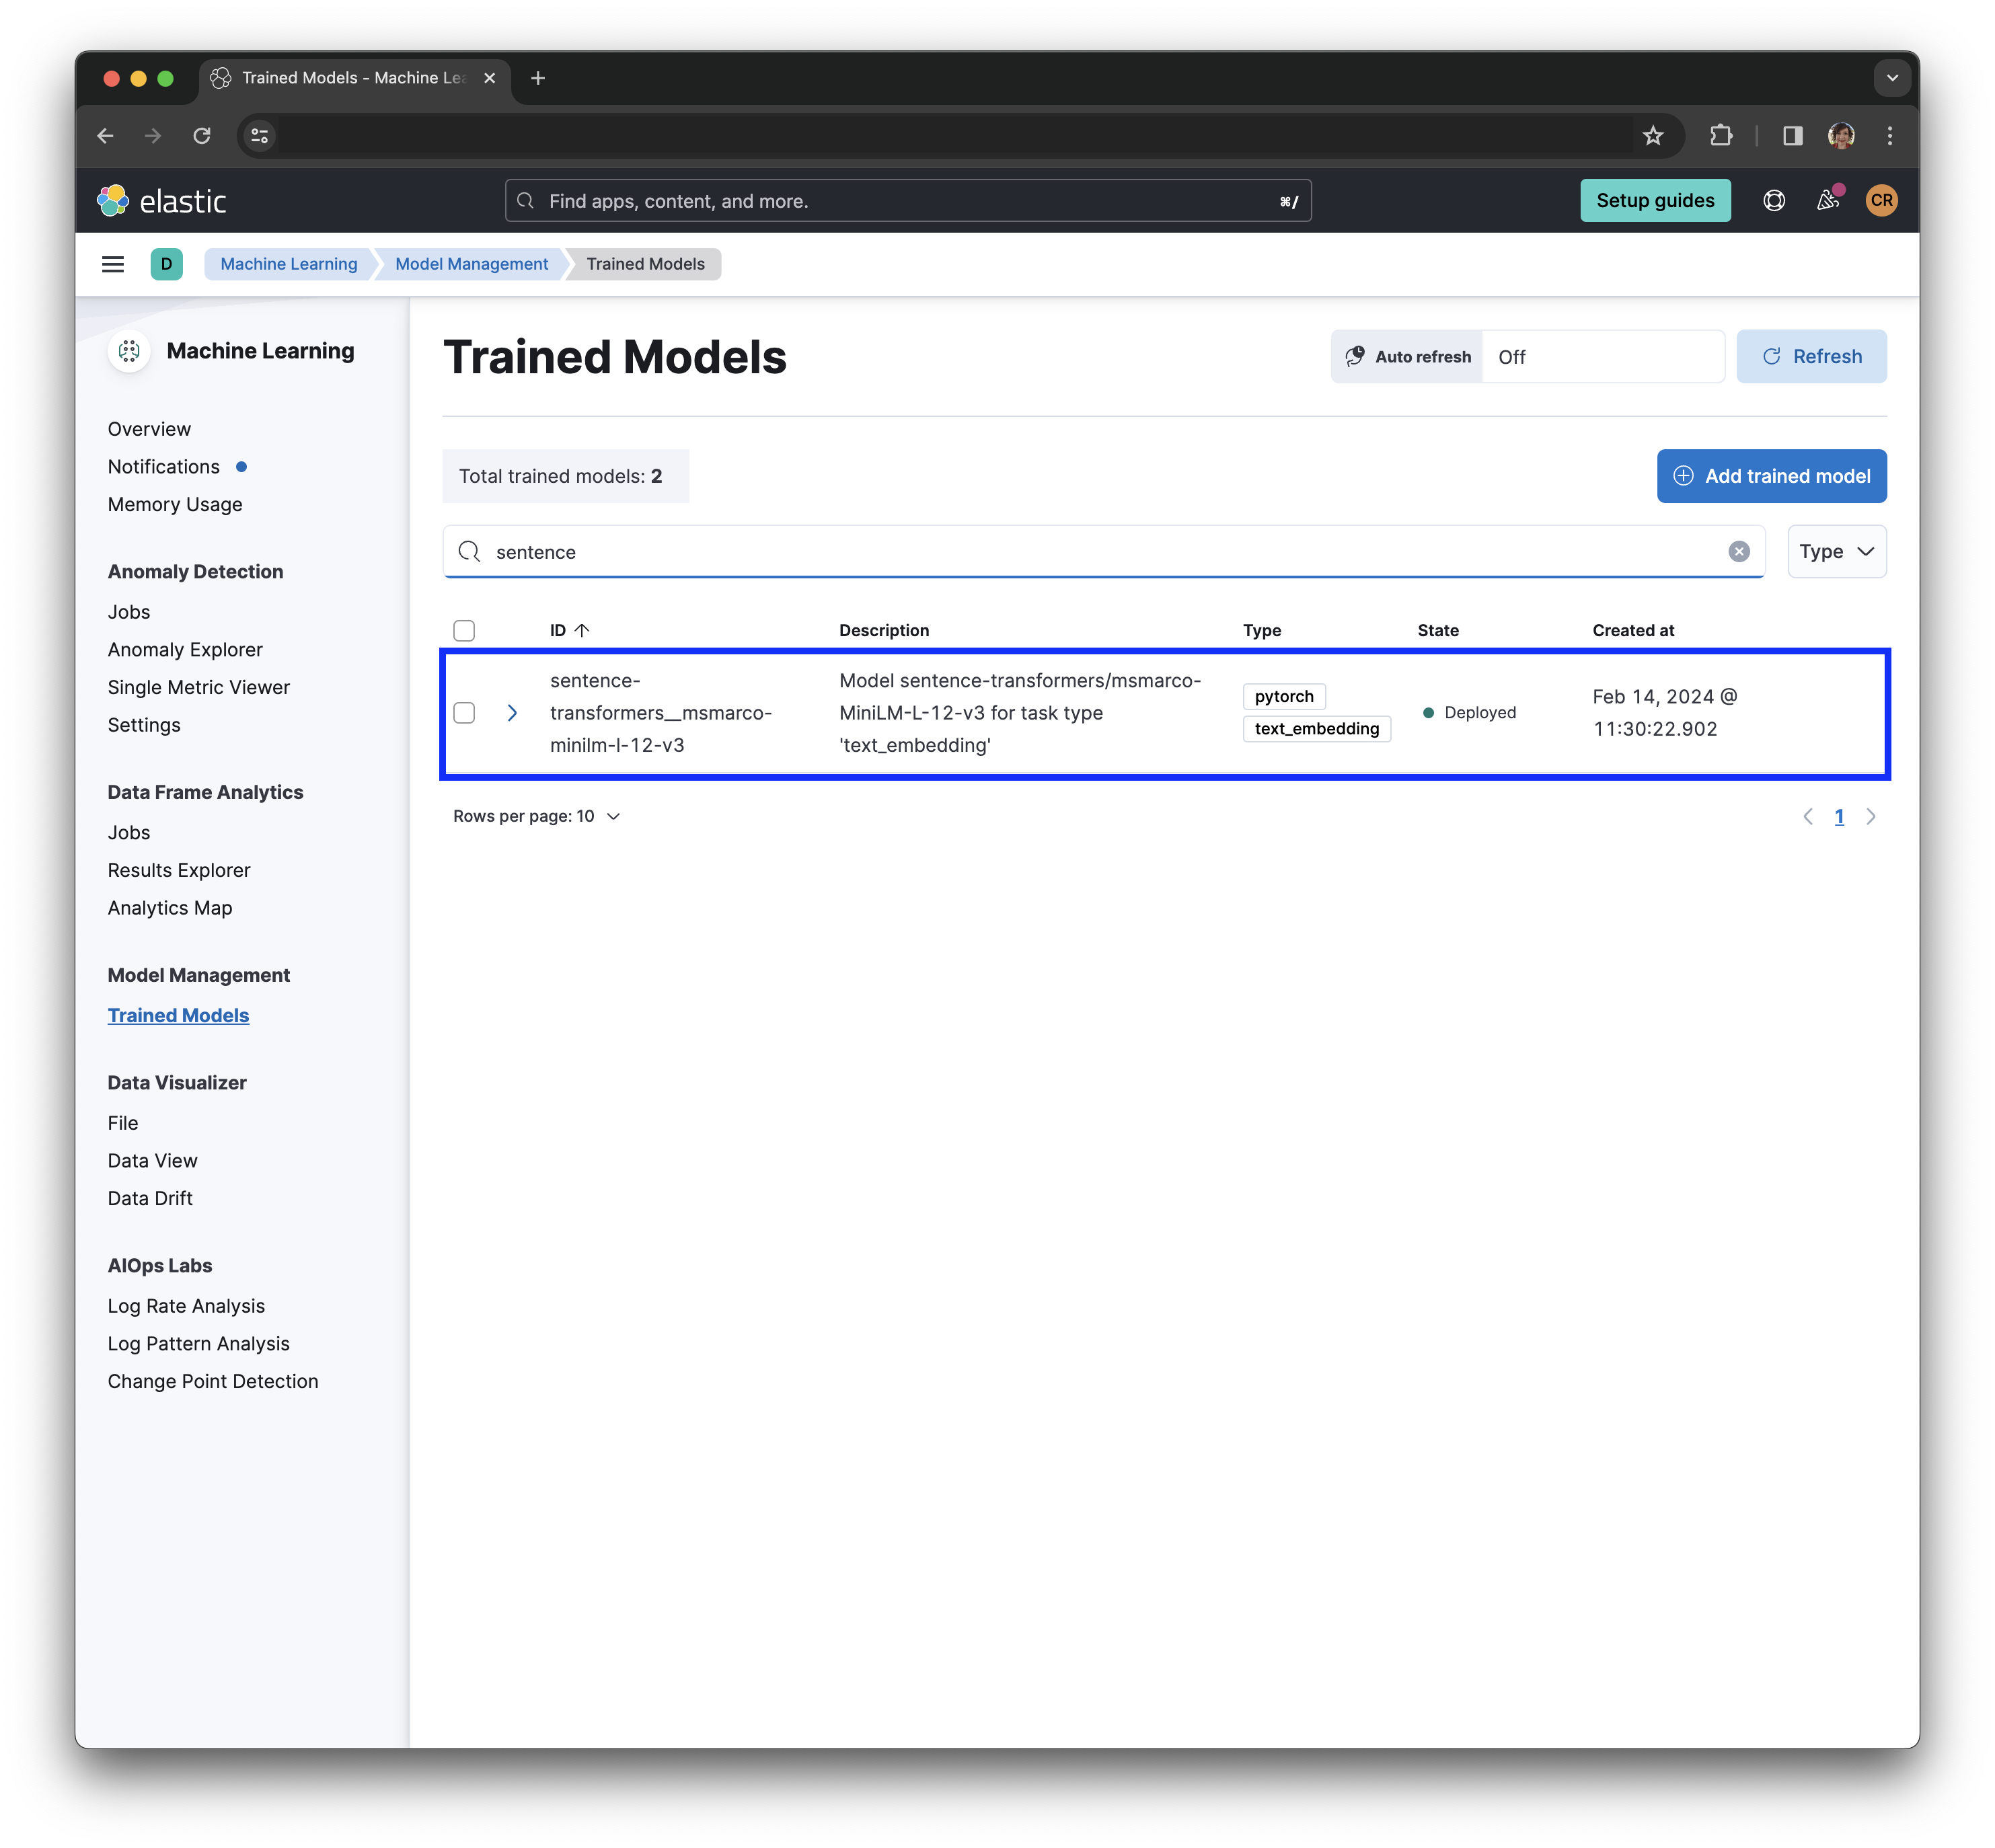 Trained Models - Machine Lea
elastic
Find apps, content, and more.
⌘/
Setup guides
CR
D
Machine Learning
Model Management
Trained Models
Machine Learning
Overview
Notifications
Memory Usage
Anomaly Detection
Jobs
Anomaly Explorer
Single Metric Viewer
Settings
Data Frame Analytics
Jobs
Results Explorer
Analytics Map
Model Management
Trained Models
Data Visualizer
File
Data View
Data Drift
AIOps Labs
Log Rate Analysis
Log Pattern Analysis
Change Point Detection
Trained Models
Auto refresh
Off
Refresh
Total trained models: 2
Add trained model
sentence
Type
ID
Description
Type
State
Created at
sentence-
transformers__msmarco-
minilm-l-12-v3
Model sentence-transformers/msmarco-
MiniLM-L-12-v3 for task type
'text_embedding'
pytorch
text_embedding
Deployed
Feb 14, 2024 @
11:30:22.902
Rows per page: 10
1